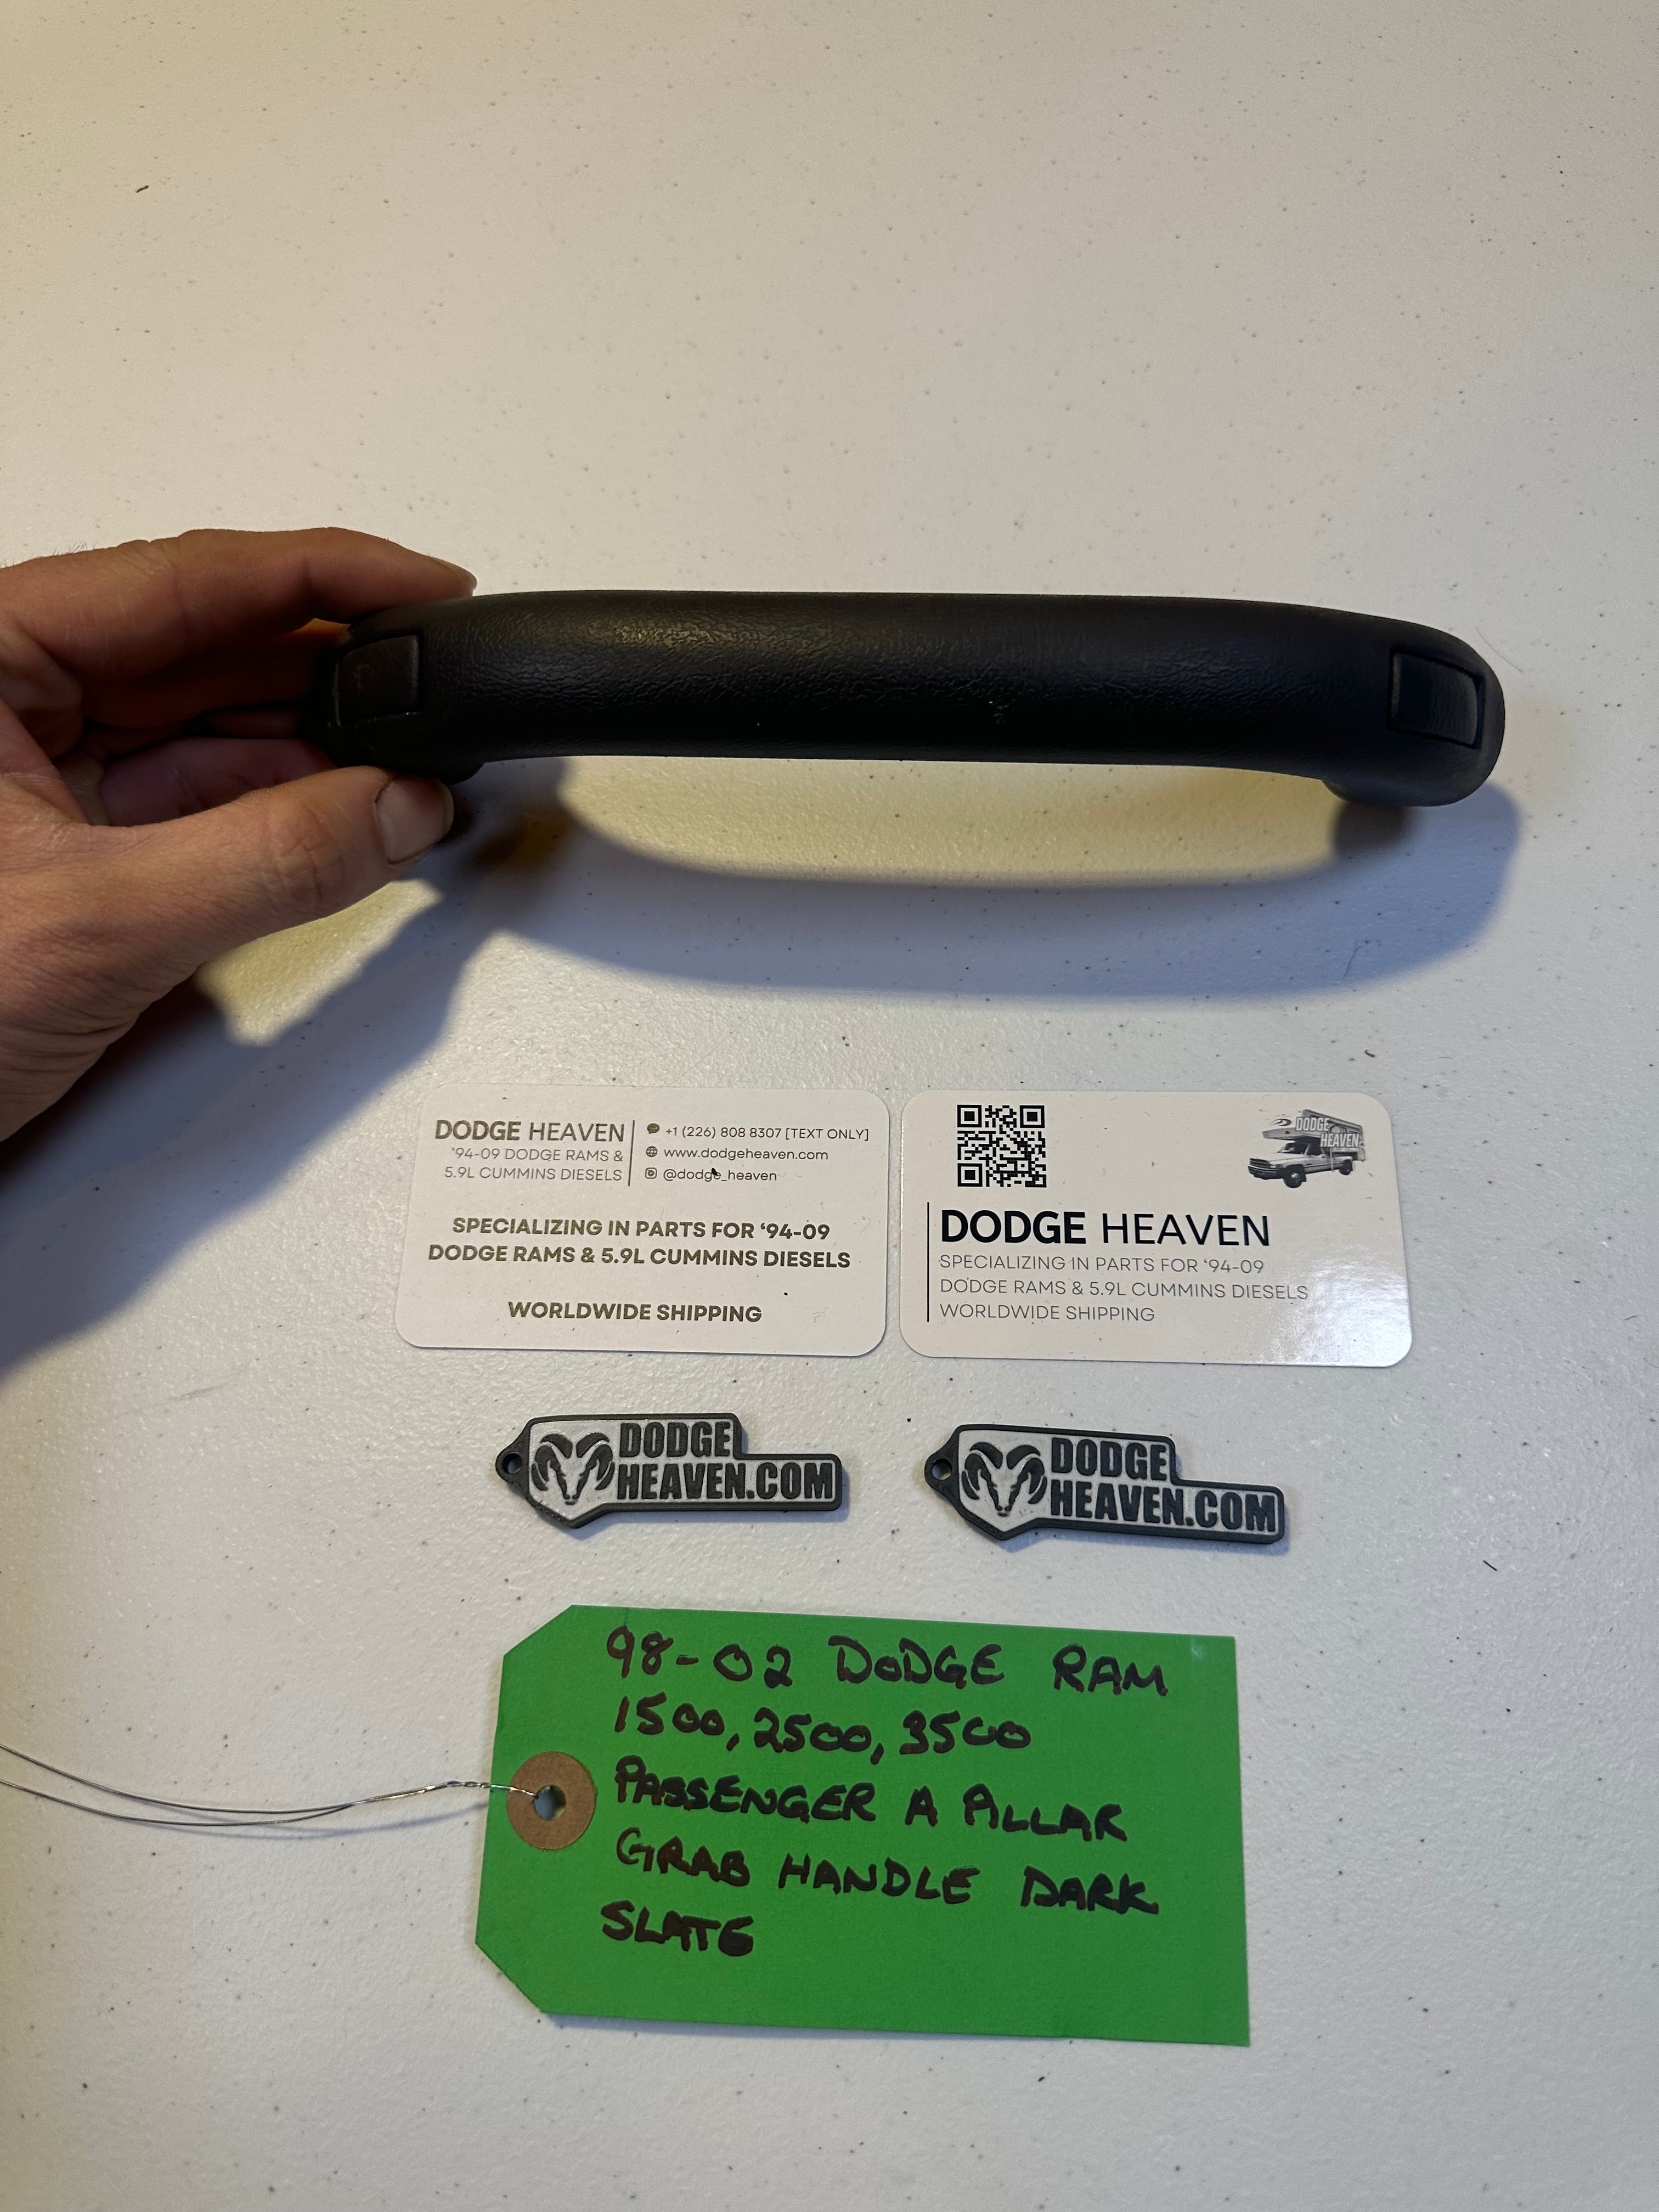 DODGE HEAVEN
'94-09 DODGE RAMS &
5.9L CUMMINS DIESELS
+1 (226) 808 8307 [TEXT ONLY]
www.dodgeheaven.com
@dodge_heaven
SPECIALIZING IN PARTS FOR '94-09
DODGE RAMS & 5.9L CUMMINS DIESELS
WORLDWIDE SHIPPING
DODGE
HEAVEN
DODGE HEAVEN
SPECIALIZING IN PARTS FOR '94-09
DODGE RAMS & 5.9L CUMMINS DIESELS
WORLDWIDE SHIPPING
DODGE
HEAVEN.COM
DODGE
HEAVEN.COM
98-02 DODGE RAM
1500, 2500, 3500
PASSENGER A PILLAR
GRAB HANDLE DARK
SLATE